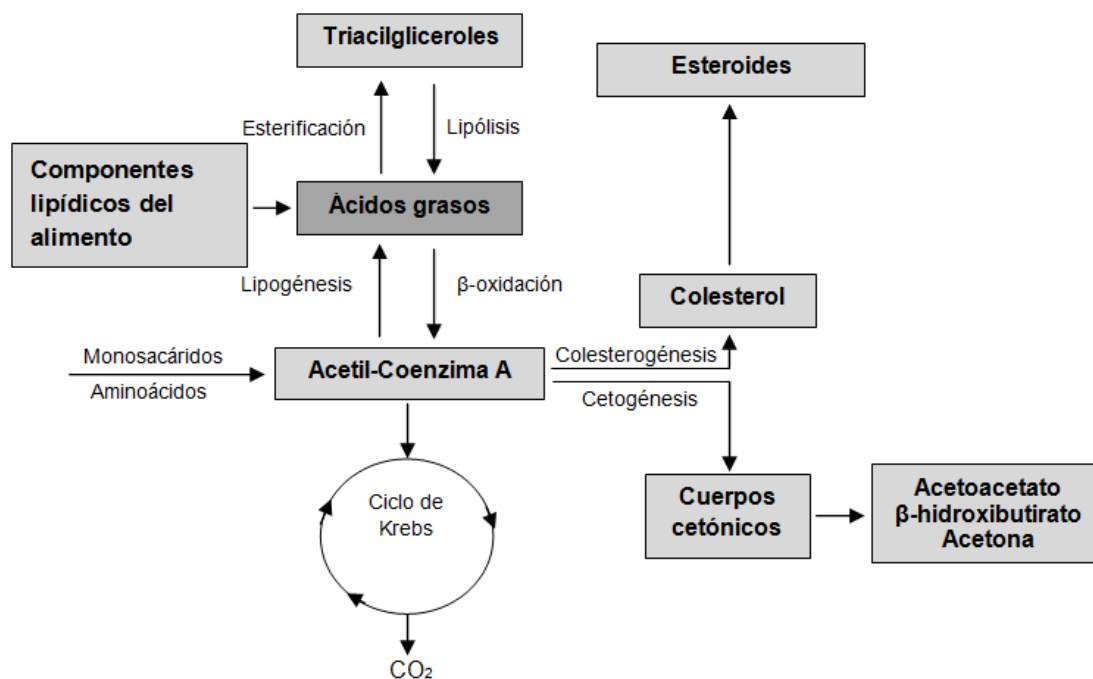 Triacilgliceroles
Esteroides
Esterificación
Lipólisis
Componentes
lipídicos del
alimento
Ácidos grasos
Lipogénesis
β-oxidación
Colesterol
Monosacáridos
Aminoácidos
Acetil-Coenzima A
Colesterogénesis
Cetogénesis
Ciclo de
Krebs
Cuerpos
cetónicos
Acetoacetato
β-hidroxibutirato
Acetona
CO₂